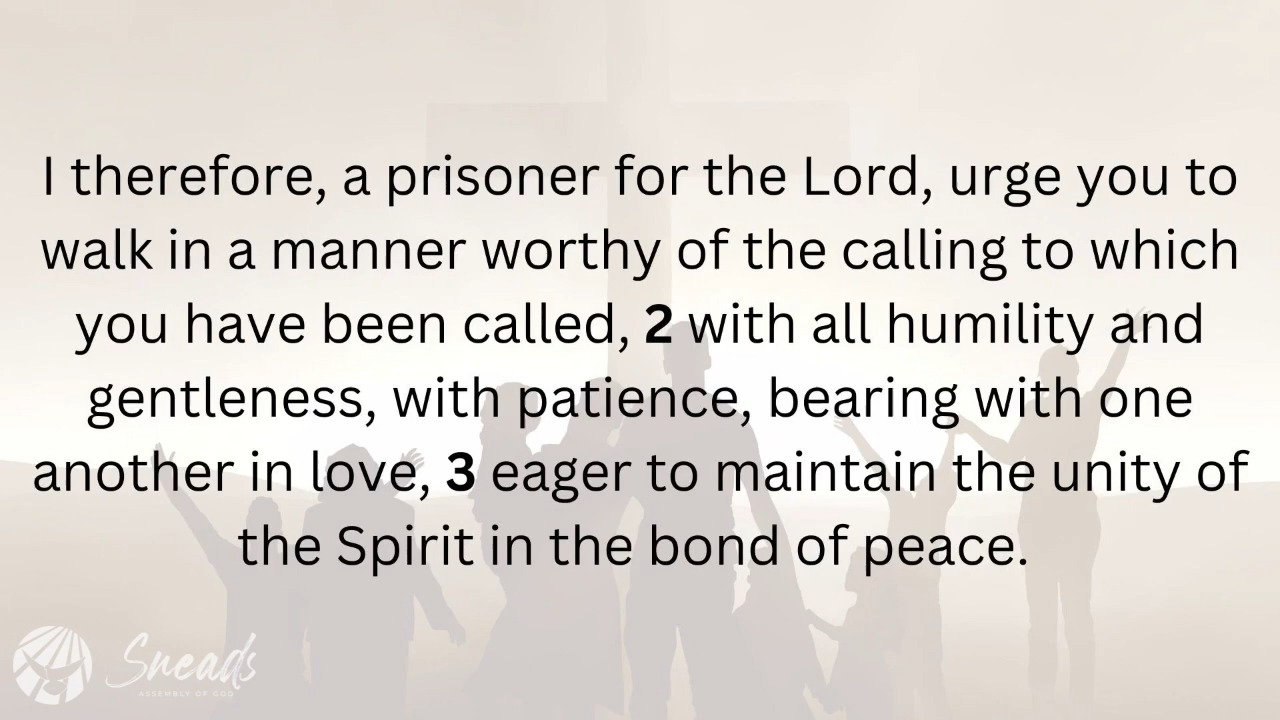 I therefore, a prisoner for the Lord, urge you to
walk in a manner worthy of the calling to which
you have been called, 2 with all humility and
gentleness, with patience, bearing with one
another in love, 3 eager to maintain the unity of
the Spirit in the bond of peace.
Sneads
ASSEMBLY OF GOD